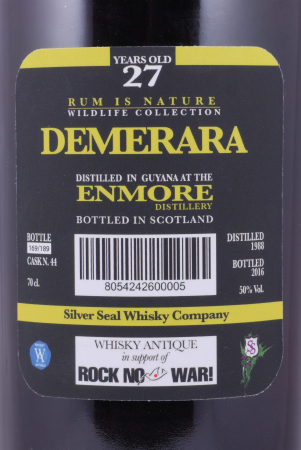 YEARS OLD
27
RUM IS NATURE
WILDLIFE COLLECTION
DEMERARA
DISTILLED IN GUYANA AT THE
ENMORE
DISTILLERY
BOTTLED IN SCOTLAND
BOTTLE
169/189
CASK N. 44
70 cl.
8054242600005
DISTILLED
1988
BOTTLED
2016
50% Vol.
Silver Seal Whisky Company
W
WHISKY ANTIQUE
in support of
ROCK NO WAR!
SS